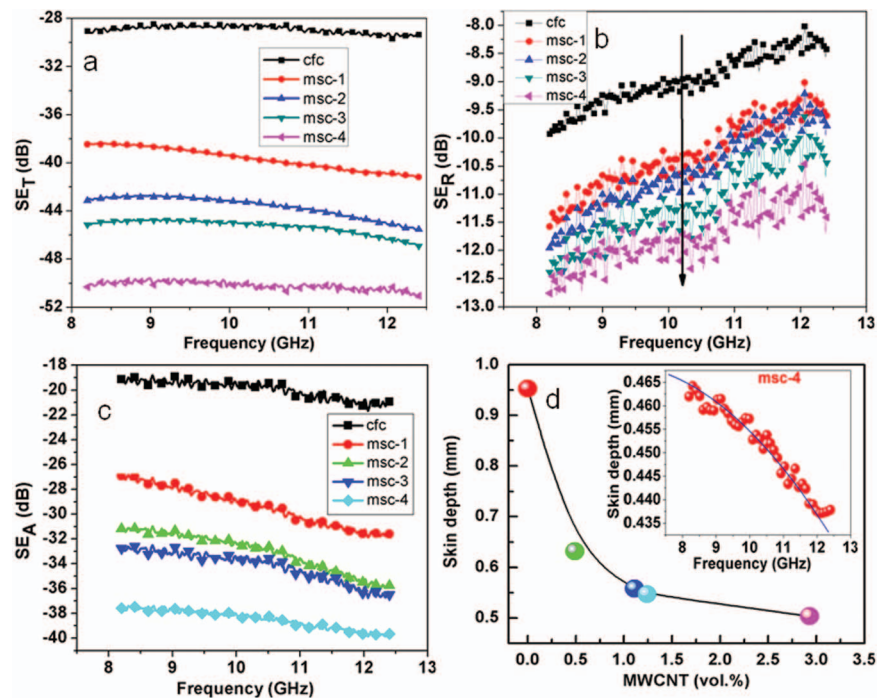 -28
-32
-36
-40
-44
-48
-52
SE_T (dB)
a
cfc
msc-1
msc-2
msc-3
msc-4
8 9 10 11 12 13
Frequency (GHz)
-8.0
-8.5
-9.0
-9.5
-10.0
-10.5
-11.0
-11.5
-12.0
-12.5
-13.0
SE_R (dB)
cfc
msc-1
msc-2
msc-3
msc-4
b
8 9 10 11 12 13
Frequency (GHz)
-18
-20
-22
-24
-26
-28
-30
-32
-34
-36
-38
-40
SE_A (dB)
c
cfc
msc-1
msc-2
msc-3
msc-4
8 9 10 11 12 13
Frequency (GHz)
1.0
0.9
0.8
0.7
0.6
0.5
Skin depth (mm)
d
msc-4
0.465
0.460
0.455
0.450
0.445
0.440
0.435
Skin depth (mm)
8 9 10 11 12 13
Frequency (GHz)
0.0 0.5 1.0 1.5 2.0 2.5 3.0 3.5
MWCNT (vol.%)